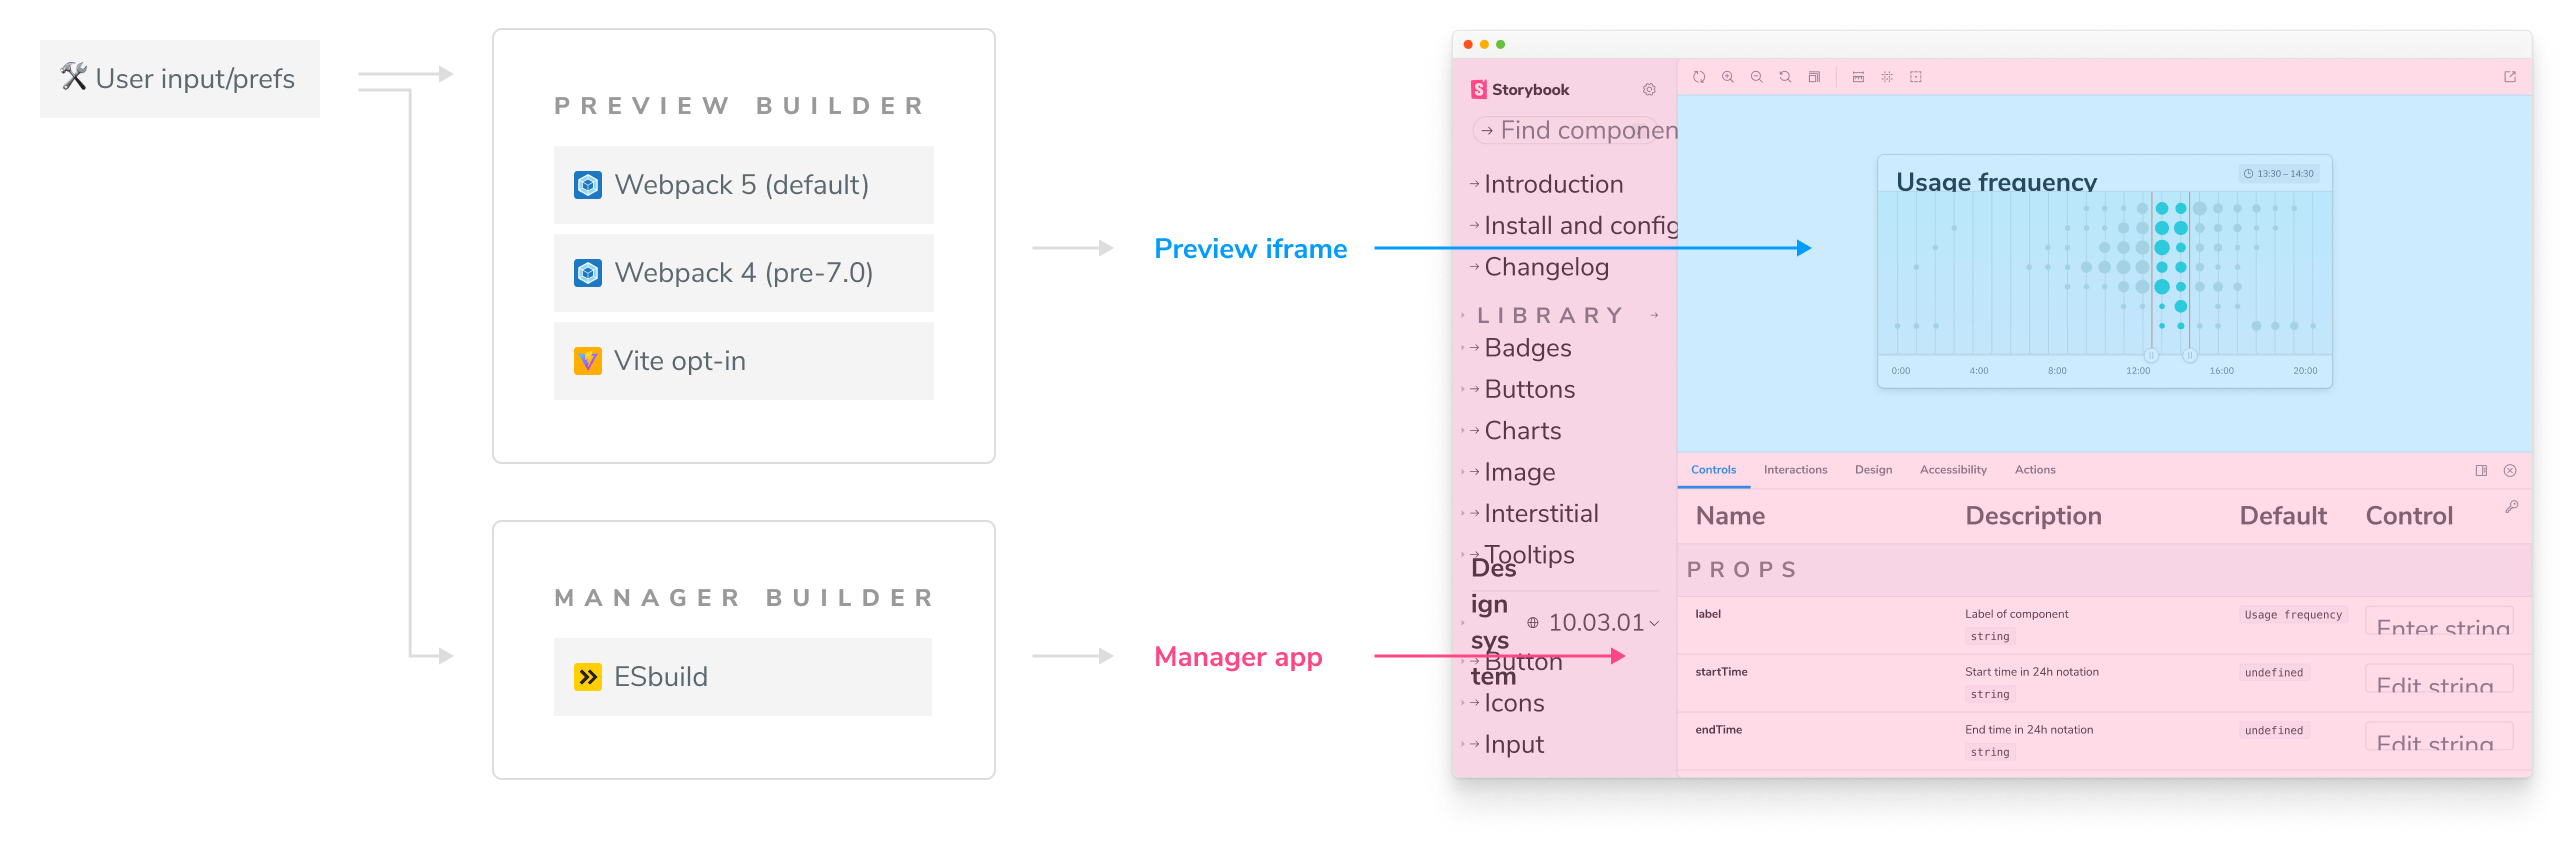 User input/prefs
PREVIEW BUILDER
Webpack 5 (default)
Webpack 4 (pre-7.0)
Vite opt-in
MANAGER BUILDER
ESbuild
Preview iframe
Manager app
Storybook
Find componen
Introduction
Install and config
Changelog
LIBRARY
Badges
Buttons
Charts
Image
Interstitial
Tooltips
Des
ign
sys
tem
10.03.01
Button
Icons
Input
Usage frequency
13:30 – 14:30
0:00 4:00 8:00 12:00 16:00 20:00
Controls Interactions Design Accessibility Actions
Name Description Default Control
PROPS
label Label of component Usage frequency Enter string
string
startTime Start time in 24h notation undefined Edit string
string
endTime End time in 24h notation undefined Edit string
string